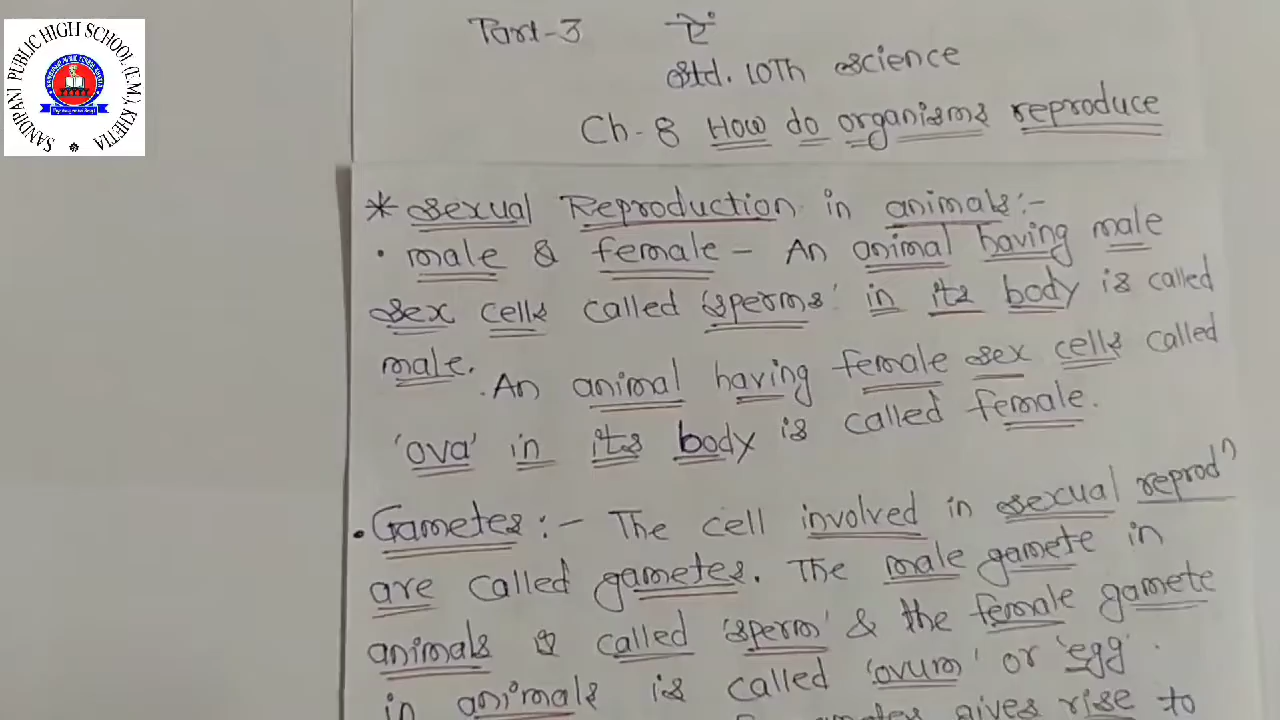 SANDIPANI PUBLIC HIGH SCHOOL (E.M.), KHETIA
Part-3 ऐं
Std. 10Th Science
Ch-8 How do organisms reproduce
* Sexual Reproduction in animals:-
• male & female - An animal having male
sex cells called 'sperms' in its body is called
male.
An animal having female sex cells called
'ova' in its body is called female.
• Gametes:- The cell involved in sexual reprodⁿ
are called gametes. The male gamete in
animals is called 'sperm' & the female gamete
in animals is called 'ovum' or 'egg'.
gives rise to